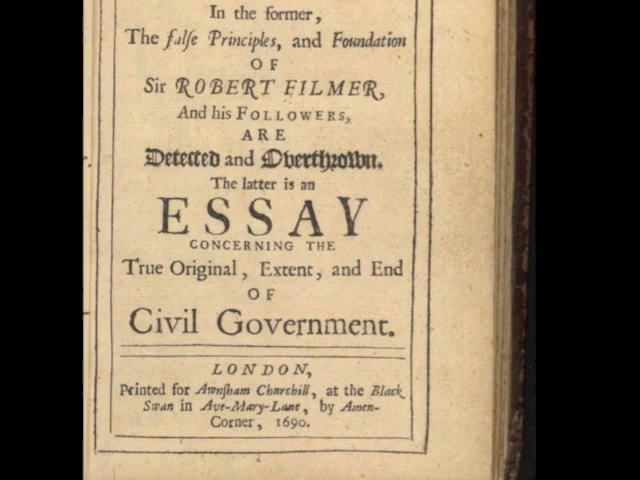 In the former,
The falſe Principles, and Foundation
OF
Sir ROBERT FILMER,
And his FOLLOWERS,
ARE
Detected and Overthrown.
The latter is an
ESSAY
CONCERNING THE
True Original, Extent, and End
OF
Civil Government.
LONDON,
Printed for Awnſham Churchill, at the Black
Swan in Ave-Mary-Lane, by Amen-
Corner, 1690.